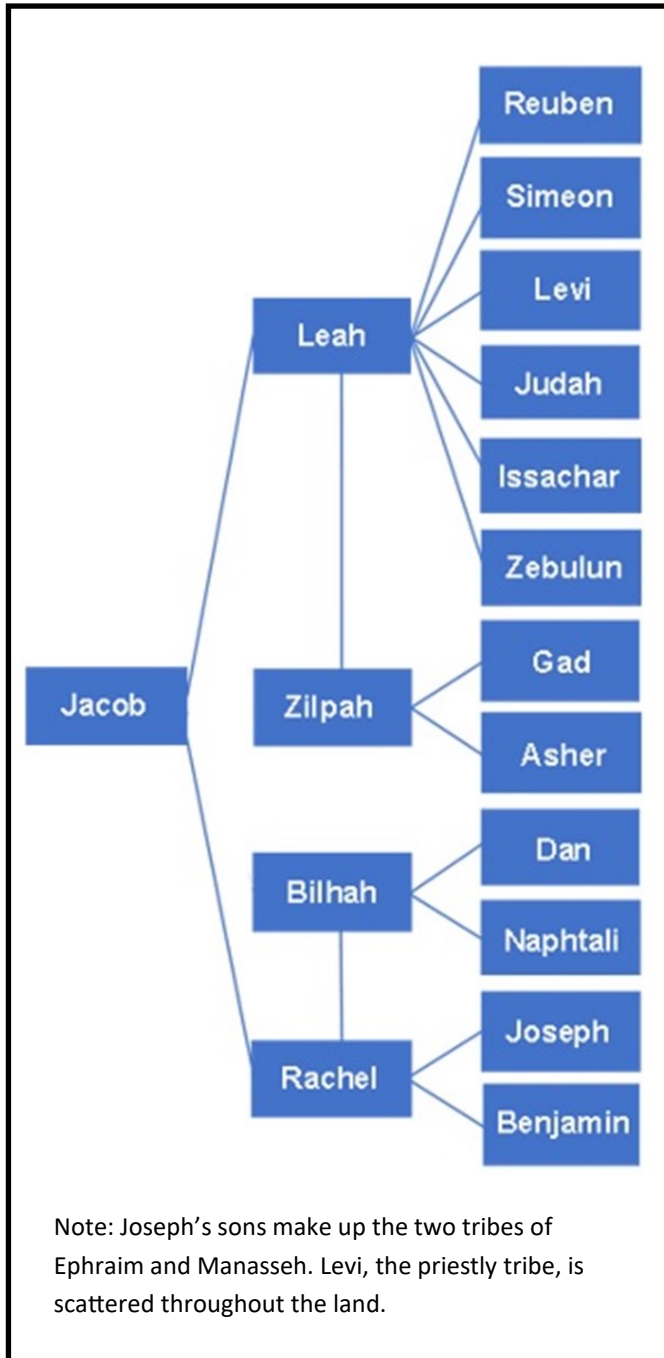 Reuben
Simeon
Levi
Leah
Judah
Issachar
Zebulun
Gad
Jacob
Zilpah
Asher
Dan
Bilhah
Naphtali
Joseph
Rachel
Benjamin
Note: Joseph’s sons make up the two tribes of
Ephraim and Manasseh. Levi, the priestly tribe, is
scattered throughout the land.